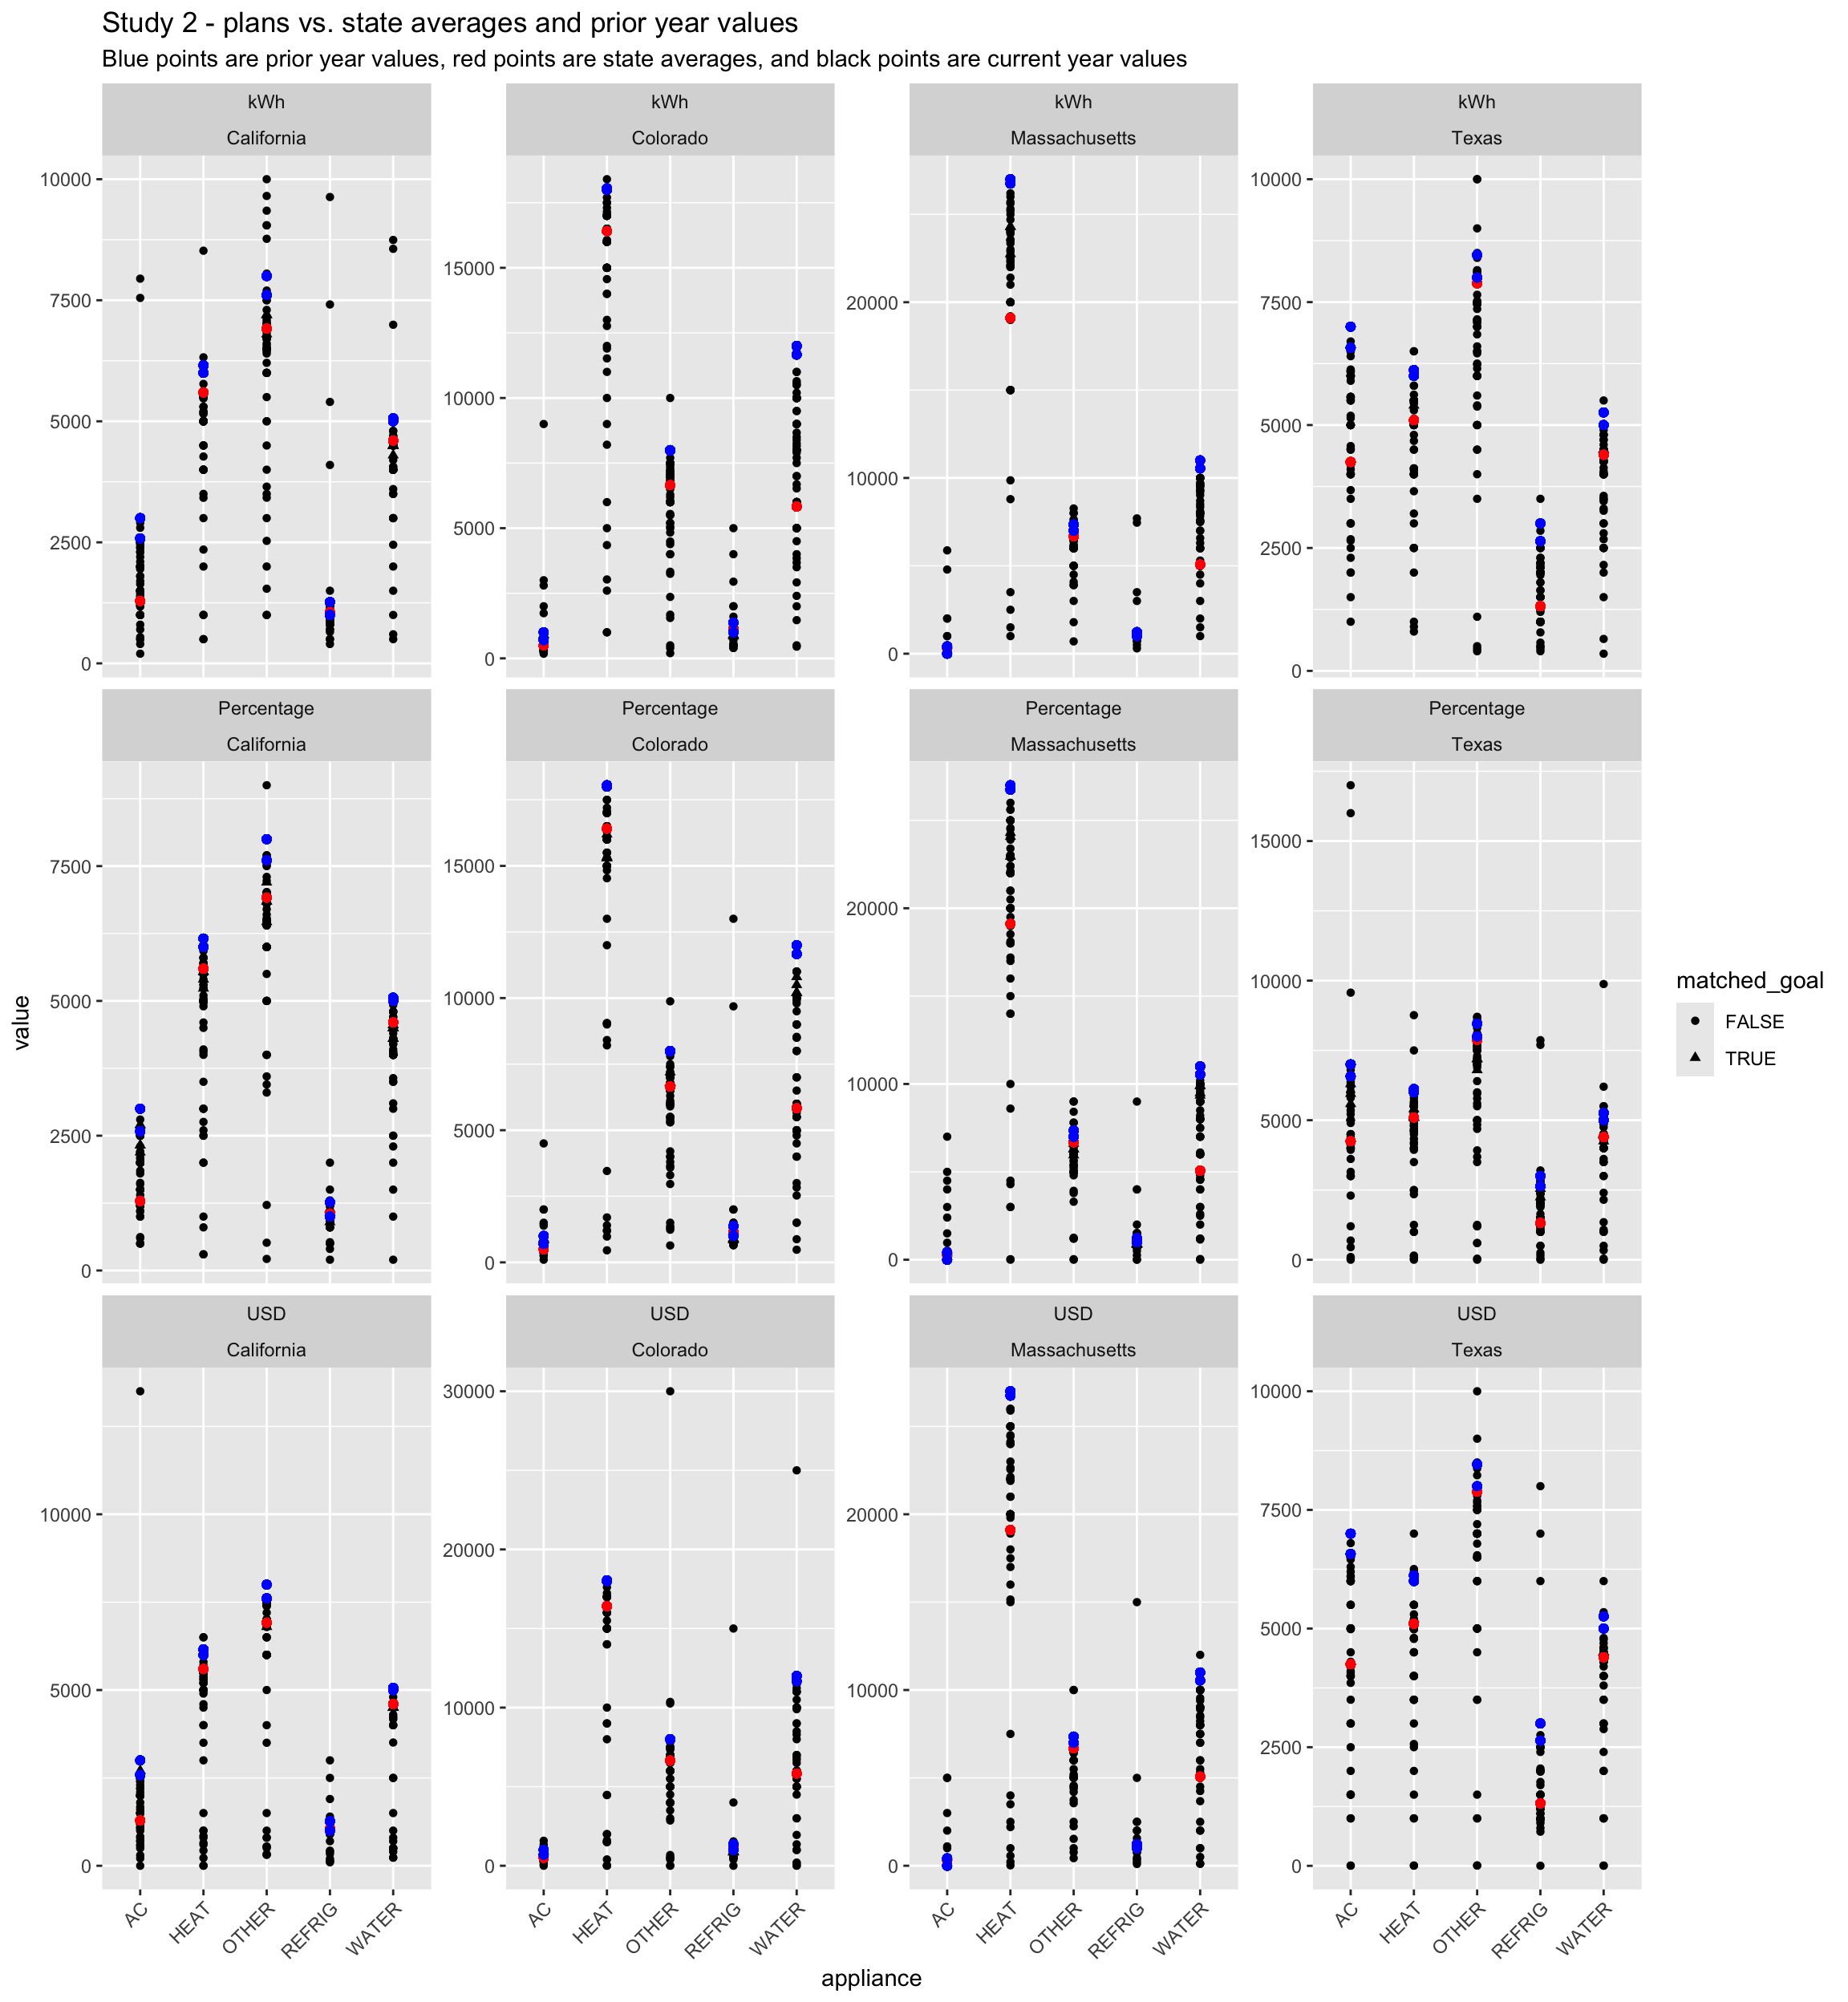 Study 2 - plans vs. state averages and prior year values
Blue points are prior year values, red points are state averages, and black points are current year values
kWh
California
kWh
Colorado
kWh
Massachusetts
kWh
Texas
10000
7500
5000
2500
0
15000
10000
5000
0
20000
10000
0
10000
7500
5000
2500
0
Percentage
California
Percentage
Colorado
Percentage
Massachusetts
Percentage
Texas
7500
5000
2500
0
15000
10000
5000
0
20000
10000
0
15000
10000
5000
0
USD
California
USD
Colorado
USD
Massachusetts
USD
Texas
10000
5000
0
30000
20000
10000
0
20000
10000
0
10000
7500
5000
2500
0
AC
HEAT
OTHER
REFRIG
WATER
AC
HEAT
OTHER
REFRIG
WATER
AC
HEAT
OTHER
REFRIG
WATER
AC
HEAT
OTHER
REFRIG
WATER
appliance
value
matched_goal
FALSE
TRUE